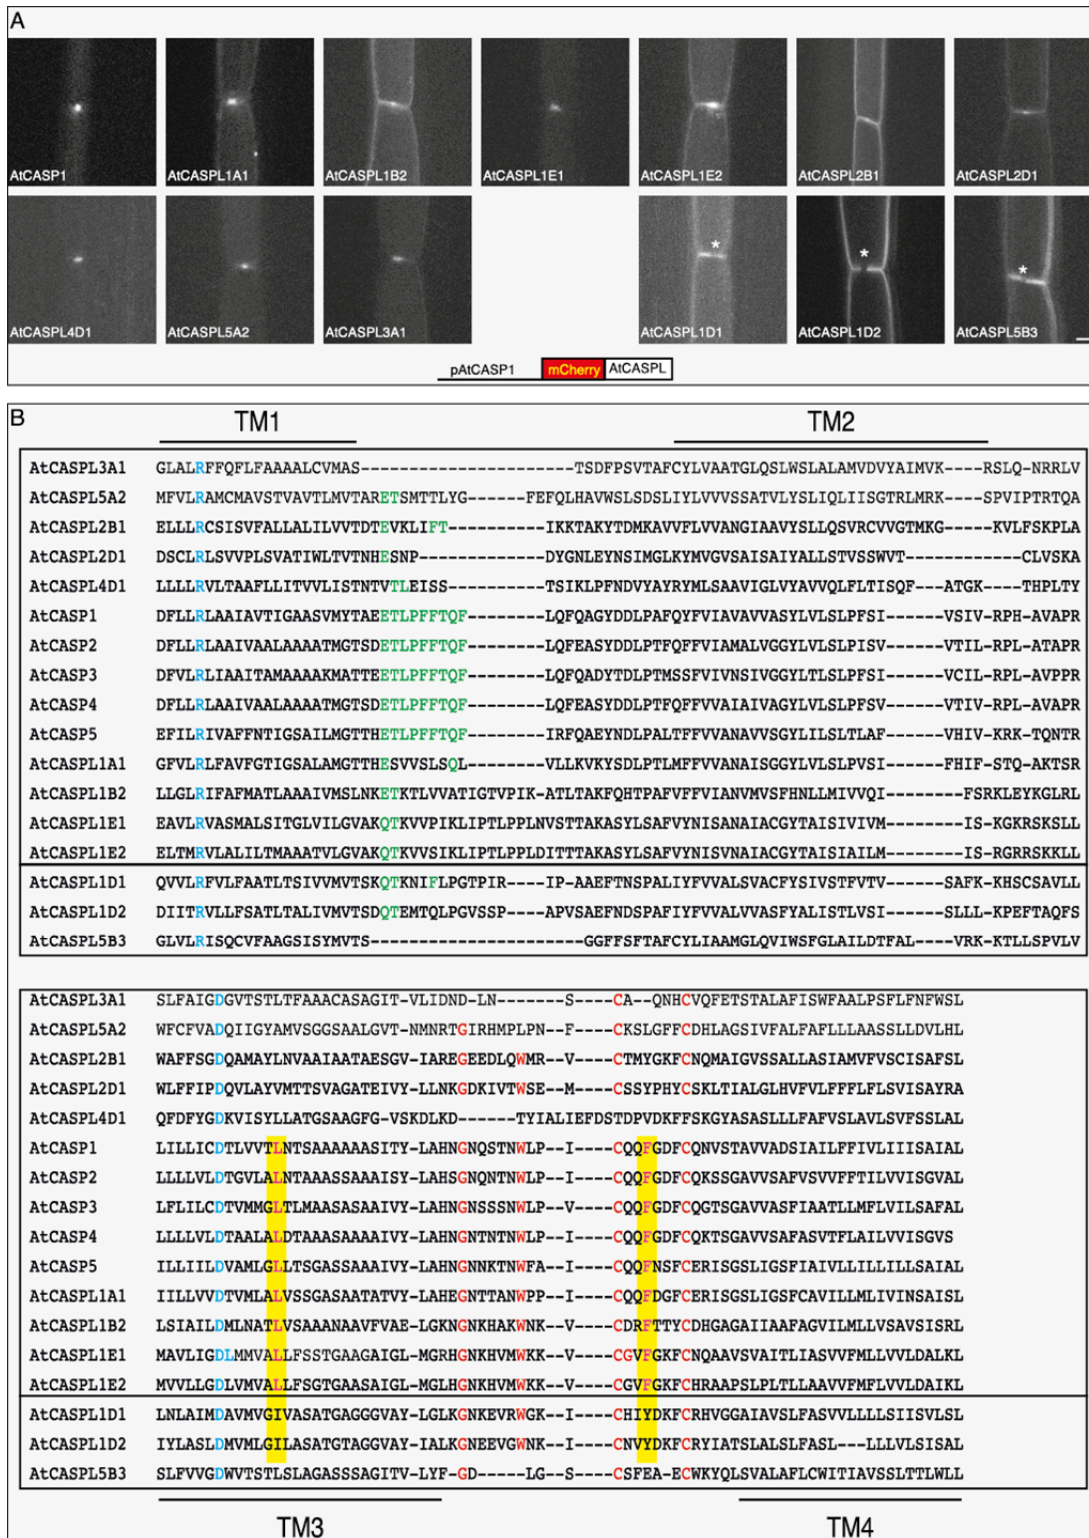 A
AtCASP1 AtCASPL1A1 AtCASPL1B2 AtCASPL1E1 AtCASPL1E2 AtCASPL2B1 AtCASPL2D1
* * *
AtCASPL4D1 AtCASPL5A2 AtCASPL3A1 AtCASPL1D1 AtCASPL1D2 AtCASPL5B3
pAtCASP1 mCherry AtCASPL
B
TM1 TM2
AtCASPL3A1 GLALRFFQFLFAAAALCVMAS-------------------TSDFPSVTAFCYLVAATGLQSLWSLALAMVDVYAIMVK----RSLQ-NRRLV
AtCASPL5A2 MFVLRAMCMAVSTVAVTLMVTARETSMTTLYG-------FEFQLHAVWSLSDSLIYLVVVSSATVLYSLIQLIISGTRLMRK----SPVIPTRTQA
AtCASPL2B1 ELLLRCSISVFALLALILVVTDTEVKLIFT---------IKKTAKYTDMKAVVFLVVANGIAAVYSLLQSVRCVVGTMKG-----KVLFSKPLA
AtCASPL2D1 DSCLRLSVVPLSVATIWLTVTNHESNP------------DYGNLEYNSIMGLKYMVGVSAISAIYALLSTVSSWVT----------CLVSKA
AtCASPL4D1 LLLLRVLTAAFLLITVVLISTNTVTLEISS---------TSIKLPFNDVYAYRYMLSAAVIGLVYAVVQLFLTISQF---ATGK--THPLTY
AtCASP1 DFLLRLAAIAVTIGAASVMYTAEETLPFFTQF-------LQFQAGYDDLPAFQYFVIAVAVVASYLVLSLPFSI------VSIV-RPH-AVAPR
AtCASP2 DFLLRLAAIVAALAAAATMGTSDETLPFFTQF-------LQFEASYDDLPTFQFFVIAMALVGGYLVLSLPISI------VTIL-RPL-ATAPR
AtCASP3 DFVLRLIAAITAMAAAAKMATTEETLPFFTQF-------LQFQADYTDLPTMSSFVIVNSIVGGYLTLSLPFSI------VCIL-RPL-AVPPR
AtCASP4 DFLLRLAAIVAALAAAATMGTSDETLPFFTQF-------LQFEASYDDLPTFQFFVVAIAIVAGYLVLSLPFSV------VTIV-RPL-AVAPR
AtCASP5 EFILRIVAFFNTIGSAILMGTTHETLPFFTQF-------IRFQAEYNDLPALTFFVVANAVVSGYLILSLTLAF------VHIV-KRK-TQNTR
AtCASPL1A1 GFVLRLFAVFGTIGSALAMGTTHESVVSLSQL-------VLLKVKYSDLPTLMFFVVANAISGGYLVLSLPVSI------FHIF-STQ-AKTSR
AtCASPL1B2 LLGLRIFAFMATLAAAIVMSLNKETKTLVVATIGTVPIK-ATLTAKFQHTPAFVFFVIANVMVSFHNLLMIVVQI-------FSRKLEYKGLRL
AtCASPL1E1 EAVLRVASMALSITGLVILGVAKQTKVVPIKLIPTLPPLNVSTTAKASYLSAFVYNISANAIACGYTAISIVIVM-------IS-KGKRSKSLL
AtCASPL1E2 ELTMRVLALILTMAAATVLGVAKQTKVVSIKLIPTLPPLDITTTAKASYLSAFVYNISVNAIACGYTAISIAILM-------IS-RGRRSKKLL
AtCASPL1D1 QVVLRFVLFAATLTSIVVMVTSKQTKNIFLPGTPIR----IP-AAEFTNSPALIYFVVALSVACFYSIVSTFVTV------SAFK-KHSCSAVLL
AtCASPL1D2 DIITRVLLFSATLTALIVMVTSDQTEMTQLPGVSSP----APVSAEFNDSPAFIYFVVALVVASFYALISTLVSI------SLLL-KPEFTAQFS
AtCASPL5B3 GLVLRISQCVFAAGSISYMVTS-------------------GGFFSFTAFCYLIAAMGLQVIWSFGLAILDTFAL-----VRK-KTLLSPVLV
AtCASPL3A1 SLFAIGDGVTSTLTFAAACASAGIT-VLIDND-LN-------S----CA--QNHCVQFETSTALAFISWFAALPSFLFNFWSL
AtCASPL5A2 WFCFVADQIIGYAMVSGGSAALGVT-NMNRTGIRHMPLPN--F----CKSLGFFCDHLAGSIVFALFAFLLLAASSLLDVLHL
AtCASPL2B1 WAFFSGDQAMAYLNVAAIAATAESGV-IAREGEEDLQWMR--V----CTMYGKFCNQMAIGVSSALLASIAMVFVSCISAFSL
AtCASPL2D1 WLFFIPDQVLAYVMTTSVAGATEIVY-LLNKGDKIVTWSE--M----CSSYPHYCSKLTIALGLHVFVLFFFLFLSVISAYRA
AtCASPL4D1 QFDFYGDKVISYLLATGSAAGFG-VSKDLKD------TYIALIEFDSTDPVDKFFSKGYASASLLLFAFVSLAVLSVFSSLAL
AtCASP1 LILLICDTLVVTLNTSAAAAAASITY-LAHNGNQSTNWLP--I----CQQFGDFCQNVSTAVVADSIAILFFIVLIIISAIAL
AtCASP2 LLLLVLDTGVLALNTAAASSAAAISY-LAHSGNQNTNWLP--I----CQQFGDFCQKSSGAVVSAFVSVVFFTILVVISGVAL
AtCASP3 LFLILCDTVMMGLTLMAASASAAIVY-LAHNGNSSSNWLP--V----CQQFGDFCQGTSGAVVASFIAATLLMFLVILSAFAL
AtCASP4 LLLLVLDTAALALDTAAASAAAAIVY-LAHNGNTNTNWLP--I----CQQFGDFCQKTSGAVVSAFASVTFLAILVVISGVS
AtCASP5 ILLIILDVAMLGLLTSGASSAAAIVY-LAHNGNNKTNWFA--I----CQQFNSFCERISGSLIGSFIAIVLLILLILLSAIAL
AtCASPL1A1 IILLVVDTVMLALVSSGASAATATVY-LAHEGNTTANWPP--I----CQQFDGFCERISGSLIGSFCAVILLMLIVINSAISL
AtCASPL1B2 LSIAILDMLNATLVSAAANAAVFVAE-LGKNGNKHAKWNK--V----CDRFTTYCDHGAGAIIAAFAGVILMLLVSAVSISRL
AtCASPL1E1 MAVLIGDLMMVALLFSSTGAAGAIGL-MGRHGNKHVMWKK--V----CGVFGKFCNQAAVSVAITLIASVVFMLLVVLDALKL
AtCASPL1E2 MVVLLGDLVMVALLFSGTGAASAIGL-MGLHGNKHVMWKK--V----CGVFGKFCHRAAPSLPLTLLAAVVFMFLVVLDAIKL
AtCASPL1D1 LNLAIMDAVMVGIVASATGAGGGVAY-LGLKGNKEVRWGK--I----CHIYDKFCRHVGGAIAVSLFASVVLLLLSIISVLSL
AtCASPL1D2 IYLASLDMVMLGILASATGTAGGVAY-IALKGNEEVGWNK--I----CNVYDKFCRYIATSLALSLFASL---LLLVLSISAL
AtCASPL5B3 SLFVVGDWVTSTLSLAGASSSAGITV-LYF-GD---LG--S----CSFEA-ECWKYQLSVALAFLCWITIAVSSLTTLWLL
TM3 TM4